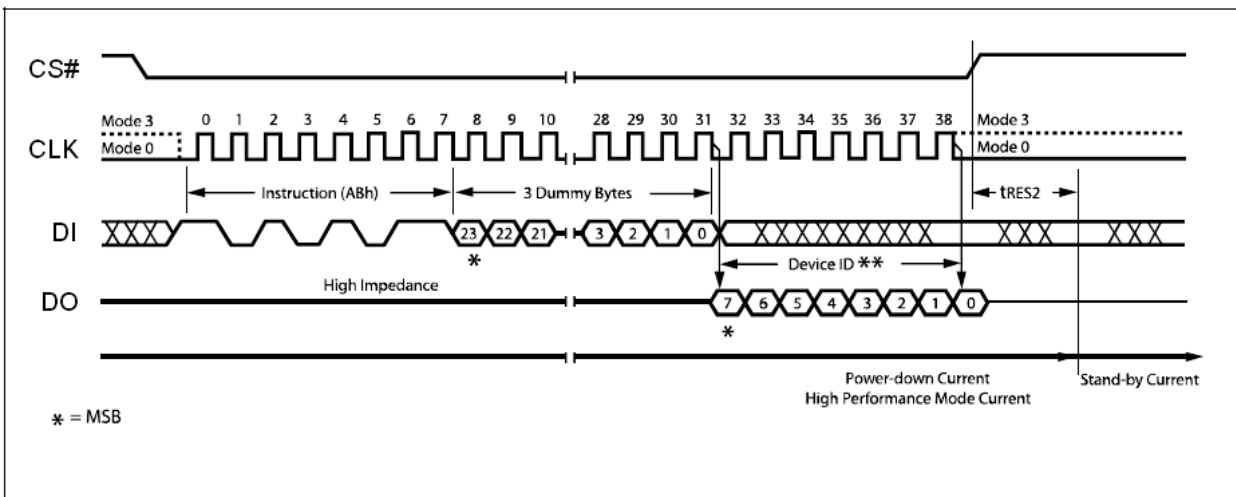 CS#
Mode 3 0 1 2 3 4 5 6 7 8 9 10 28 29 30 31 32 33 34 35 36 37 38 Mode 3
CLK Mode 0 Mode 0
Instruction (ABh) 3 Dummy Bytes tRES2
DI 23 22 21 3 2 1 0
* Device ID **
High Impedance
DO 7 6 5 4 3 2 1 0
*
Power-down Current Stand-by Current
High Performance Mode Current
* = MSB